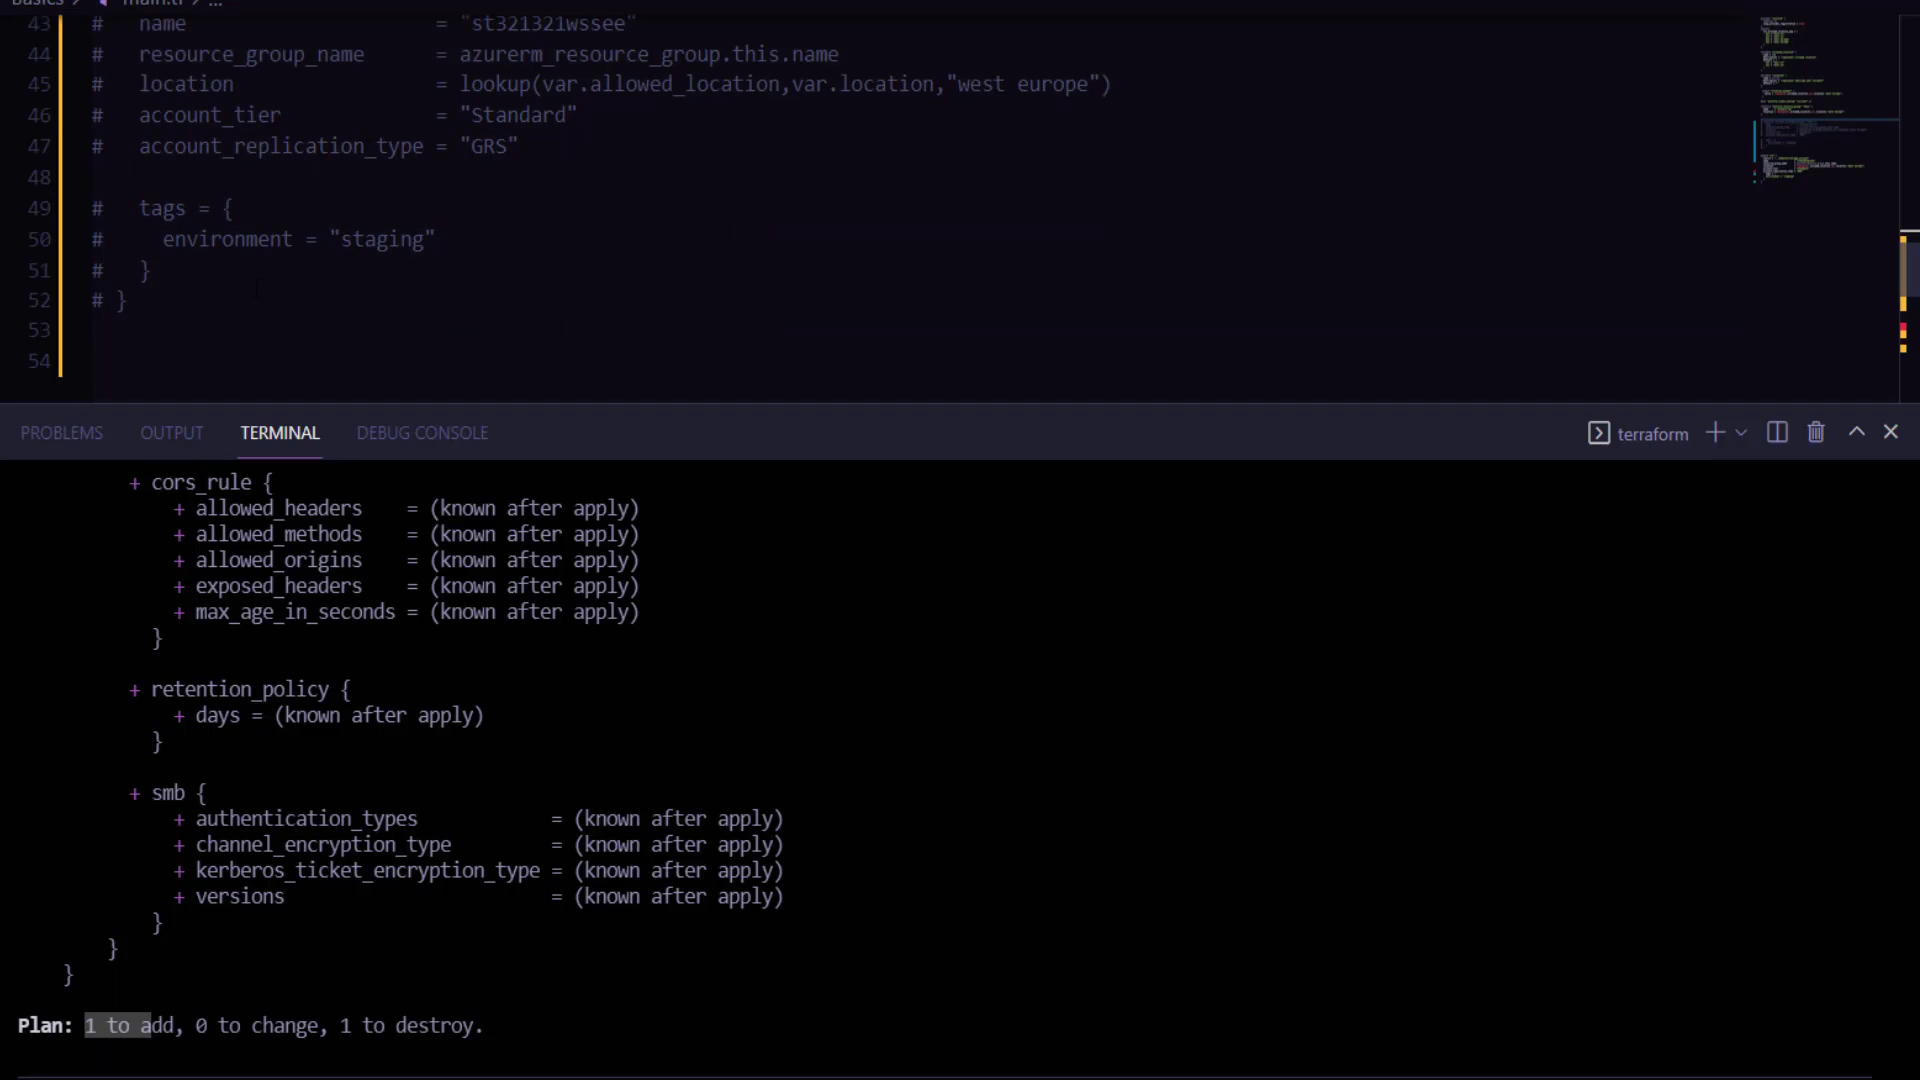 Basics > main.tf > ...
43 #   name                     = "st321321wssee"
44 #   resource_group_name      = azurerm_resource_group.this.name
45 #   location                 = lookup(var.allowed_location,var.location,"west europe")
46 #   account_tier             = "Standard"
47 #   account_replication_type = "GRS"
48
49 #   tags = {
50 #     environment = "staging"
51 #   }
52 # }
53
54
PROBLEMS OUTPUT TERMINAL DEBUG CONSOLE terraform
+ cors_rule {
+ allowed_headers    = (known after apply)
+ allowed_methods    = (known after apply)
+ allowed_origins    = (known after apply)
+ exposed_headers    = (known after apply)
+ max_age_in_seconds = (known after apply)
}
+ retention_policy {
+ days = (known after apply)
}
+ smb {
+ authentication_types            = (known after apply)
+ channel_encryption_type         = (known after apply)
+ kerberos_ticket_encryption_type = (known after apply)
+ versions                        = (known after apply)
}
}
}
Plan: 1 to add, 0 to change, 1 to destroy.